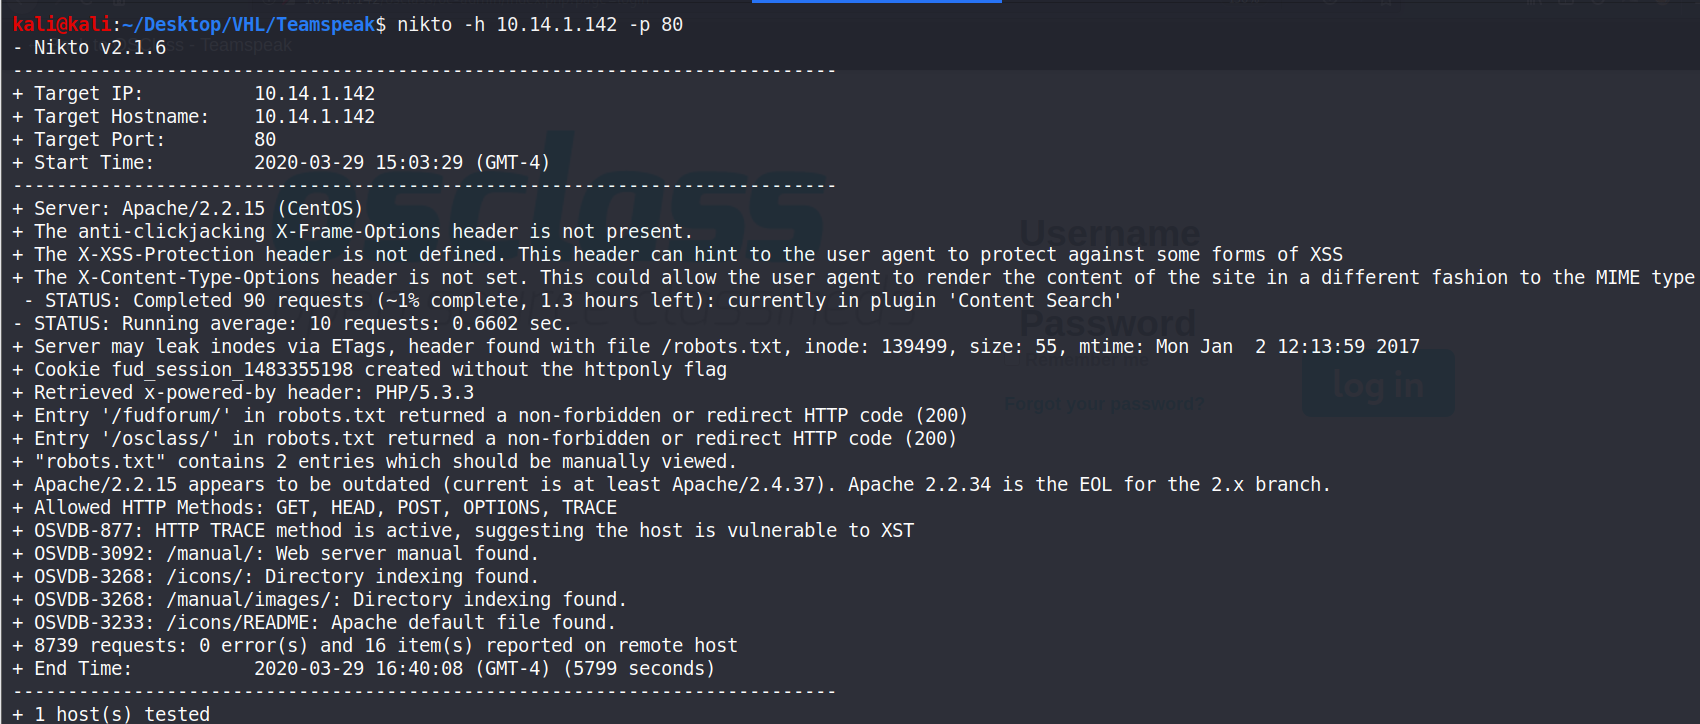 kali@kali:~/Desktop/VHL/Teamspeak$ nikto -h 10.14.1.142 -p 80
- Nikto v2.1.6
---------------------------------------------------------------------------
+ Target IP:          10.14.1.142
+ Target Hostname:    10.14.1.142
+ Target Port:        80
+ Start Time:         2020-03-29 15:03:29 (GMT-4)
---------------------------------------------------------------------------
+ Server: Apache/2.2.15 (CentOS)
+ The anti-clickjacking X-Frame-Options header is not present.
+ The X-XSS-Protection header is not defined. This header can hint to the user agent to protect against some forms of XSS
+ The X-Content-Type-Options header is not set. This could allow the user agent to render the content of the site in a different fashion to the MIME type
 - STATUS: Completed 90 requests (~1% complete, 1.3 hours left): currently in plugin 'Content Search'
- STATUS: Running average: 10 requests: 0.6602 sec.
+ Server may leak inodes via ETags, header found with file /robots.txt, inode: 139499, size: 55, mtime: Mon Jan  2 12:13:59 2017
+ Cookie fud_session_1483355198 created without the httponly flag
+ Retrieved x-powered-by header: PHP/5.3.3
+ Entry '/fudforum/' in robots.txt returned a non-forbidden or redirect HTTP code (200)
+ Entry '/osclass/' in robots.txt returned a non-forbidden or redirect HTTP code (200)
+ "robots.txt" contains 2 entries which should be manually viewed.
+ Apache/2.2.15 appears to be outdated (current is at least Apache/2.4.37). Apache 2.2.34 is the EOL for the 2.x branch.
+ Allowed HTTP Methods: GET, HEAD, POST, OPTIONS, TRACE
+ OSVDB-877: HTTP TRACE method is active, suggesting the host is vulnerable to XST
+ OSVDB-3092: /manual/: Web server manual found.
+ OSVDB-3268: /icons/: Directory indexing found.
+ OSVDB-3268: /manual/images/: Directory indexing found.
+ OSVDB-3233: /icons/README: Apache default file found.
+ 8739 requests: 0 error(s) and 16 item(s) reported on remote host
+ End Time:           2020-03-29 16:40:08 (GMT-4) (5799 seconds)
---------------------------------------------------------------------------
+ 1 host(s) tested
osclass
Username
Password
Forgot your password?
log in